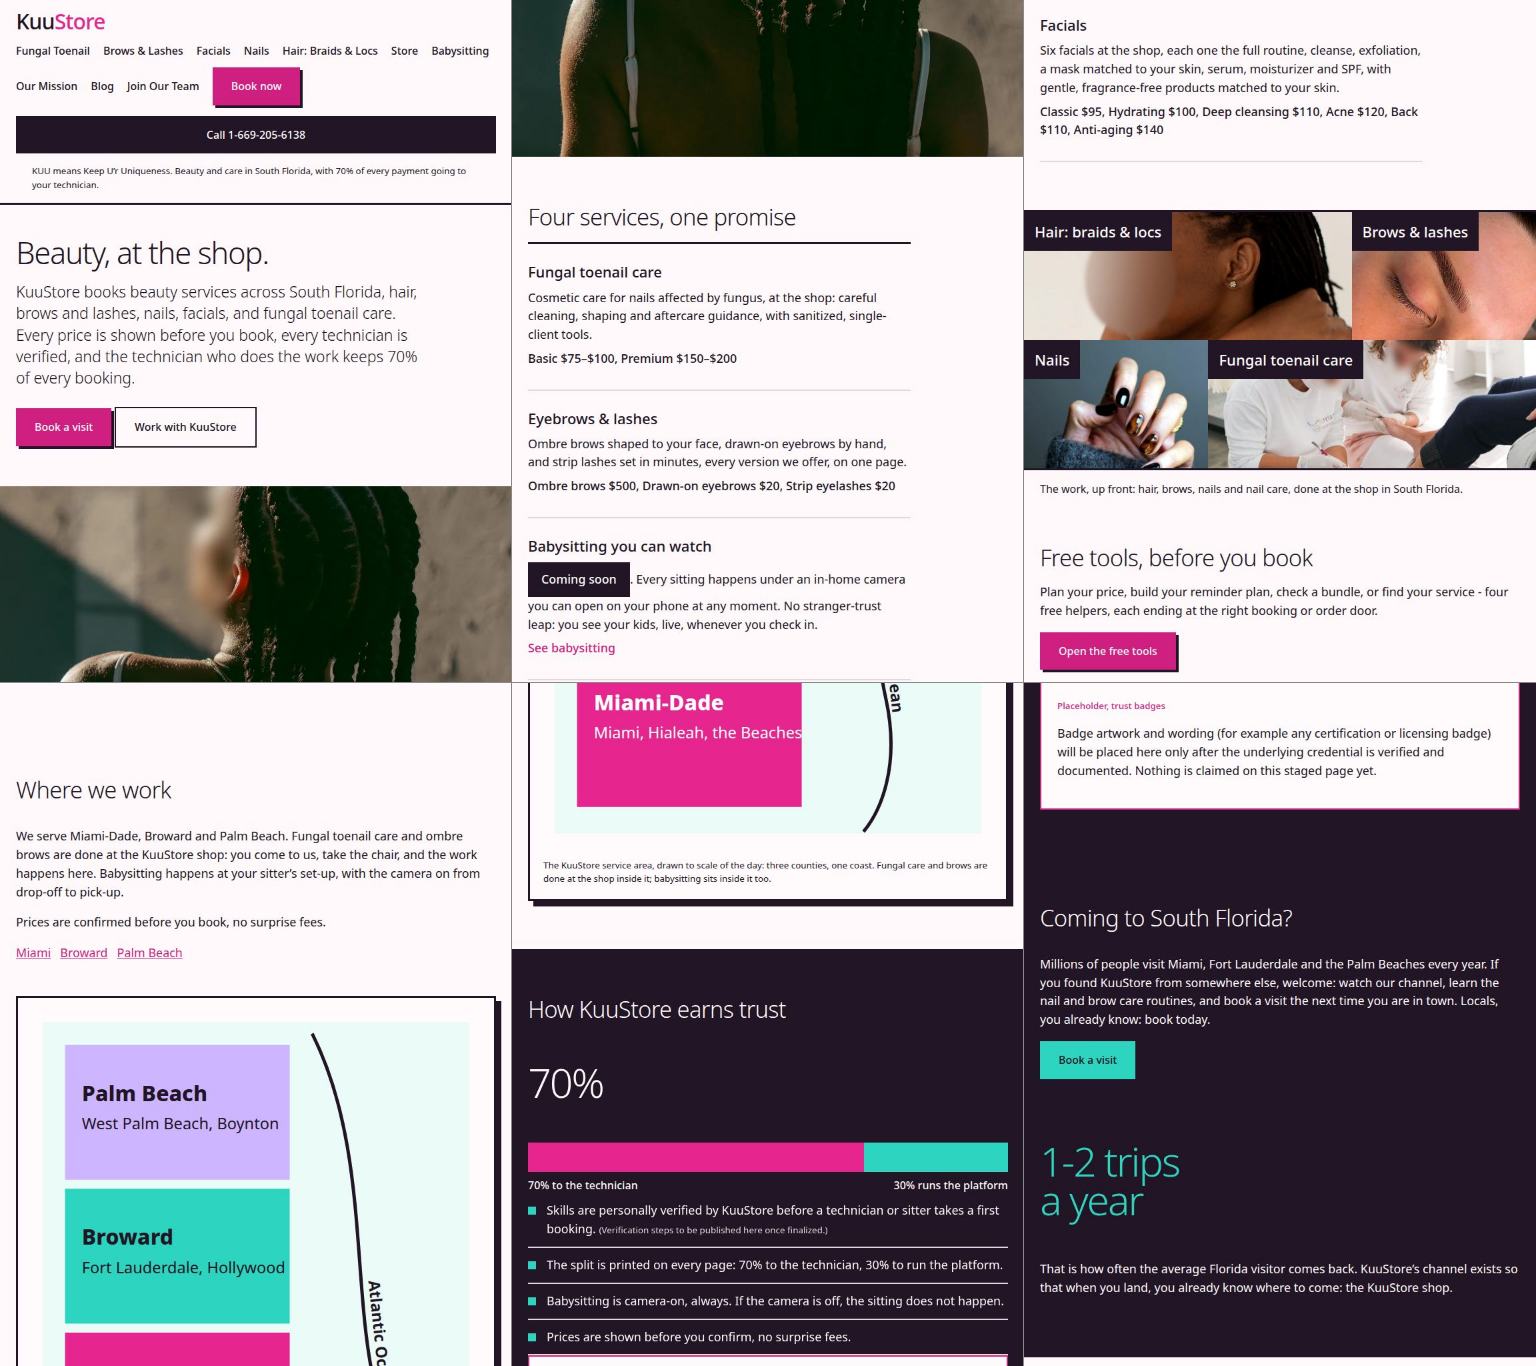 KuuStore
Fungal Toenail Brows & Lashes Facials Nails Hair: Braids & Locs Store Babysitting
Our Mission Blog Join Our Team Book now
Call 1-669-205-6138
KUU means Keep U'r Uniqueness. Beauty and care in South Florida, with 70% of every payment going to
your technician.
Beauty, at the shop.
KuuStore books beauty services across South Florida, hair,
brows and lashes, nails, facials, and fungal toenail care.
Every price is shown before you book, every technician is
verified, and the technician who does the work keeps 70%
of every booking.
Book a visit Work with KuuStore
Four services, one promise
Fungal toenail care
Cosmetic care for nails affected by fungus, at the shop: careful
cleaning, shaping and aftercare guidance, with sanitized, single-
client tools.
Basic $75–$100, Premium $150–$200
Eyebrows & lashes
Ombre brows shaped to your face, drawn-on eyebrows by hand,
and strip lashes set in minutes, every version we offer, on one page.
Ombre brows $500, Drawn-on eyebrows $20, Strip eyelashes $20
Babysitting you can watch
Coming soon . Every sitting happens under an in-home camera
you can open on your phone at any moment. No stranger-trust
leap: you see your kids, live, whenever you check in.
See babysitting
Facials
Six facials at the shop, each one the full routine, cleanse, exfoliation,
a mask matched to your skin, serum, moisturizer and SPF, with
gentle, fragrance-free products matched to your skin.
Classic $95, Hydrating $100, Deep cleansing $110, Acne $120, Back
$110, Anti-aging $140
Hair: braids & locs
Brows & lashes
Nails
Fungal toenail care
The work, up front: hair, brows, nails and nail care, done at the shop in South Florida.
Free tools, before you book
Plan your price, build your reminder plan, check a bundle, or find your service - four
free helpers, each ending at the right booking or order door.
Open the free tools
Where we work
We serve Miami-Dade, Broward and Palm Beach. Fungal toenail care and ombre
brows are done at the KuuStore shop: you come to us, take the chair, and the work
happens here. Babysitting happens at your sitter's set-up, with the camera on from
drop-off to pick-up.
Prices are confirmed before you book, no surprise fees.
Miami Broward Palm Beach
Palm Beach
West Palm Beach, Boynton
Broward
Fort Lauderdale, Hollywood
Atlantic Oc
Miami-Dade
Miami, Hialeah, the Beaches
ean
The KuuStore service area, drawn to scale of the day: three counties, one coast. Fungal care and brows are
done at the shop inside it; babysitting sits inside it too.
How KuuStore earns trust
70%
70% to the technician 30% runs the platform
Skills are personally verified by KuuStore before a technician or sitter takes a first
booking. (Verification steps to be published here once finalized.)
The split is printed on every page: 70% to the technician, 30% to run the platform.
Babysitting is camera-on, always. If the camera is off, the sitting does not happen.
Prices are shown before you confirm, no surprise fees.
Placeholder, trust badges
Badge artwork and wording (for example any certification or licensing badge)
will be placed here only after the underlying credential is verified and
documented. Nothing is claimed on this staged page yet.
Coming to South Florida?
Millions of people visit Miami, Fort Lauderdale and the Palm Beaches every year. If
you found KuuStore from somewhere else, welcome: watch our channel, learn the
nail and brow care routines, and book a visit the next time you are in town. Locals,
you already know: book today.
Book a visit
1-2 trips
a year
That is how often the average Florida visitor comes back. KuuStore's channel exists so
that when you land, you already know where to come: the KuuStore shop.